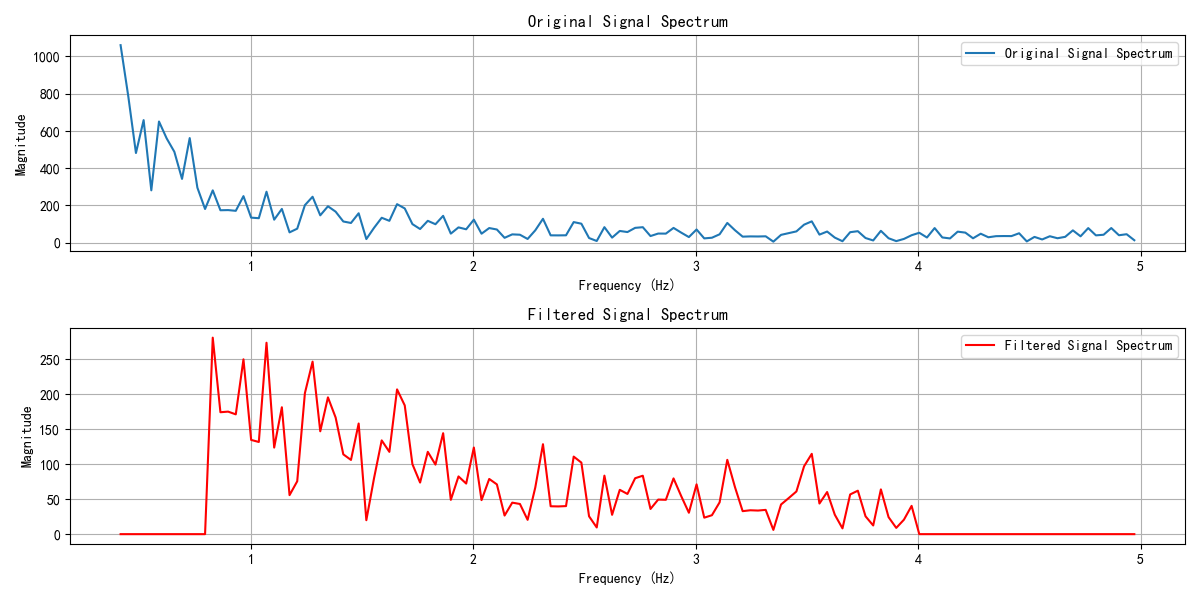 Original Signal Spectrum
Original Signal Spectrum
1000
800
600
400
200
0
Magnitude
1 2 3 4 5
Frequency (Hz)
Filtered Signal Spectrum
Filtered Signal Spectrum
250
200
150
100
50
0
Magnitude
1 2 3 4 5
Frequency (Hz)